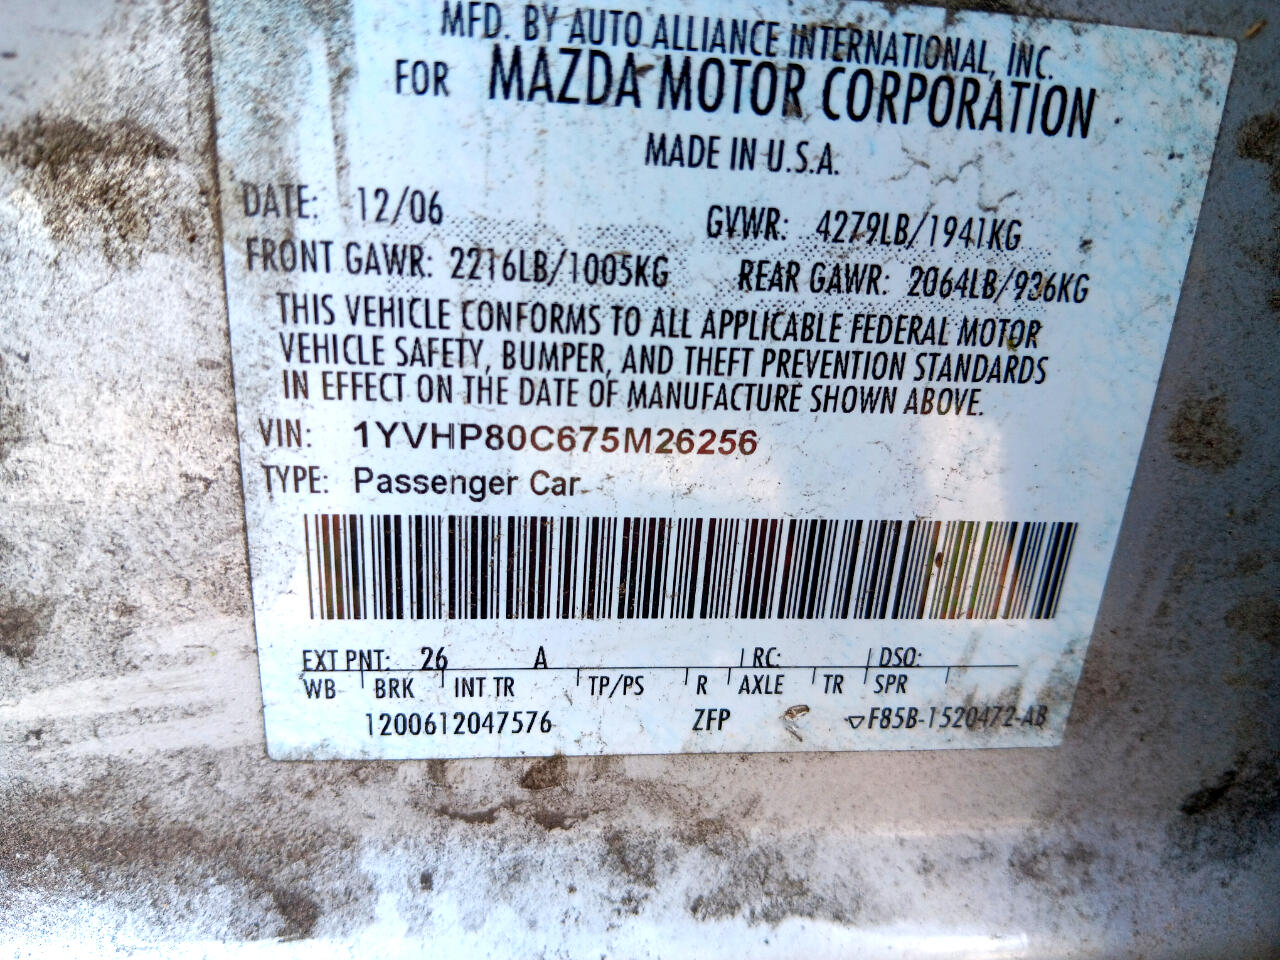 MFD. BY AUTO ALLIANCE INTERNATIONAL, INC.
FOR MAZDA MOTOR CORPORATION
MADE IN U.S.A.
DATE: 12/06 GVWR: 4279LB/1941KG
FRONT GAWR: 2216LB/1005KG REAR GAWR: 2064LB/936KG
THIS VEHICLE CONFORMS TO ALL APPLICABLE FEDERAL MOTOR
VEHICLE SAFETY, BUMPER, AND THEFT PREVENTION STANDARDS
IN EFFECT ON THE DATE OF MANUFACTURE SHOWN ABOVE.
VIN: 1YVHP80C675M26256
TYPE: Passenger Car
EXT PNT: 26 A RC: DSO:
WB BRK INT TR TP/PS R AXLE TR SPR
1200612047576 ZFP ▽F85B-1520472-AB